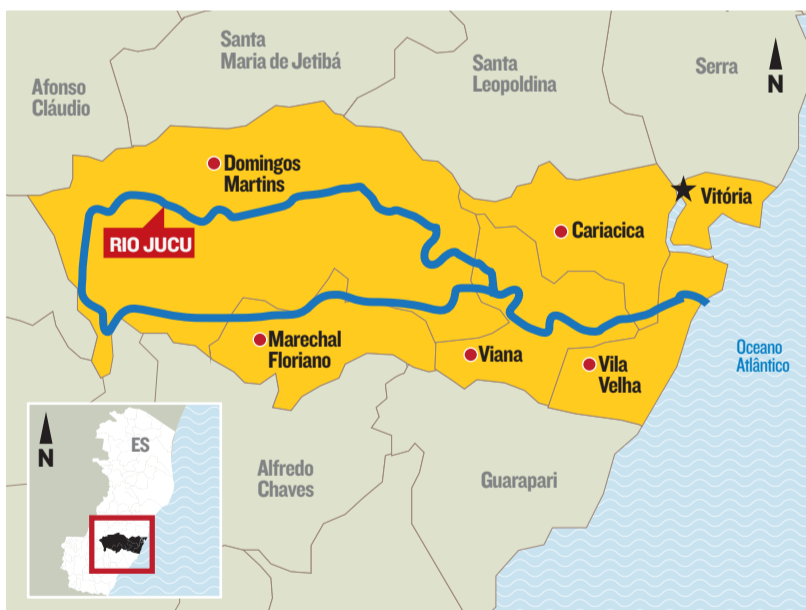 Santa
Maria de Jetibá
Santa
Leopoldina
Serra
N
Afonso
Cláudio
Domingos
Martins
Vitória
Cariacica
RIO JUCU
Marechal
Floriano
Viana
Vila
Velha
Oceano
Atlântico
ES
N
Alfredo
Chaves
Guarapari